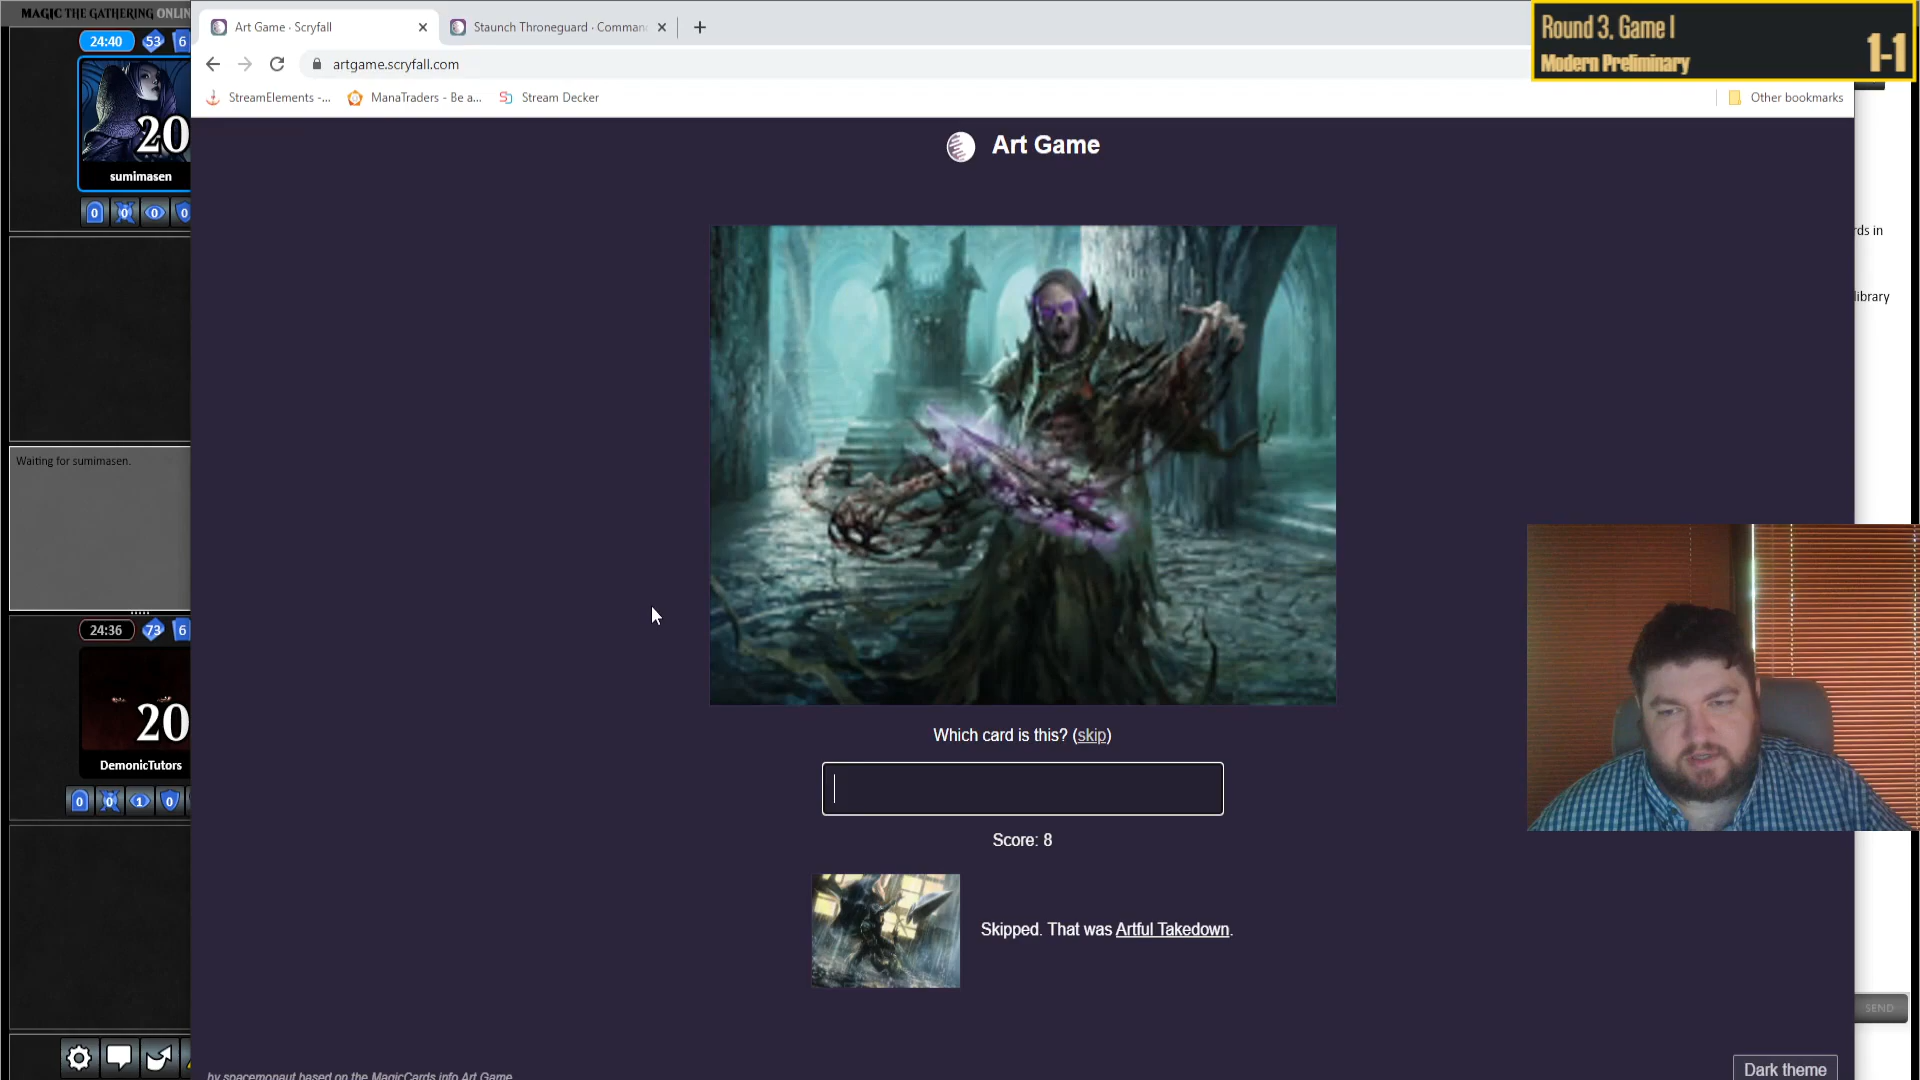 MAGIC THE GATHERING ONLIN
24:40
53
6
20
sumimasen
0
0
0
0
Waiting for sumimasen.
24:36
73
6
20
DemonicTutors
0
0
1
0
Art Game · Scryfall
Staunch Throneguard · Comman
artgame.scryfall.com
StreamElements -...
ManaTraders - Be a...
Stream Decker
Other bookmarks
Round 3, Game 1
Modern Preliminary
1-1
rds in
library
Art Game
Which card is this? (skip)
Score: 8
Skipped. That was Artful Takedown.
SEND
by spacemonaut based on the MagicCards.info Art Game
Dark theme